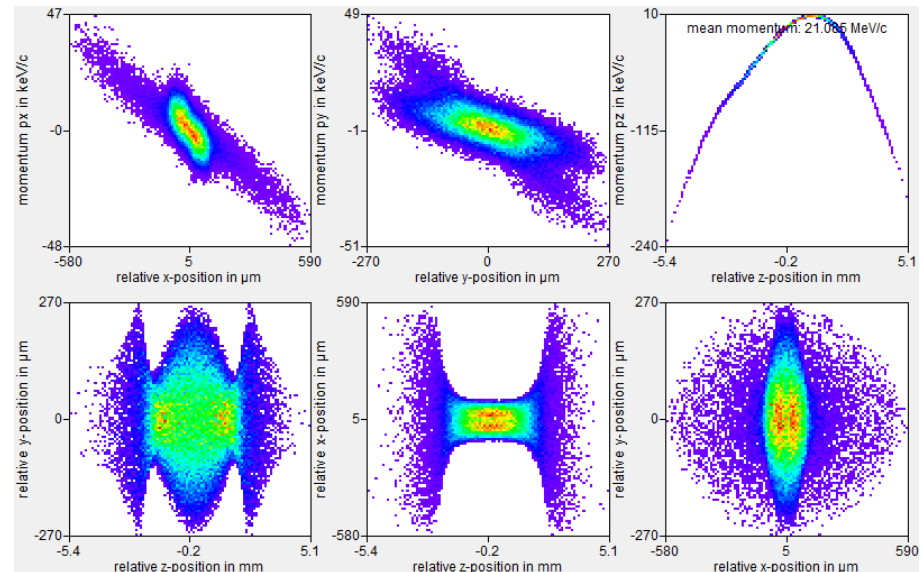 47
momentum px in keV/c
-0
-48
-580 5 590
relative x-position in µm
49
momentum py in keV/c
-1
-51
-270 0 270
relative y-position in µm
10
mean momentum: 21.085 MeV/c
momentum pz in keV/c
-115
-240
-5.4 -0.2 5.1
relative z-position in mm
270
relative y-position in µm
0
-270
-5.4 -0.2 5.1
relative z-position in mm
590
relative x-position in µm
5
-580
-5.4 -0.2 5.1
relative z-position in mm
270
relative y-position in µm
0
-270
-580 5 590
relative x-position in µm